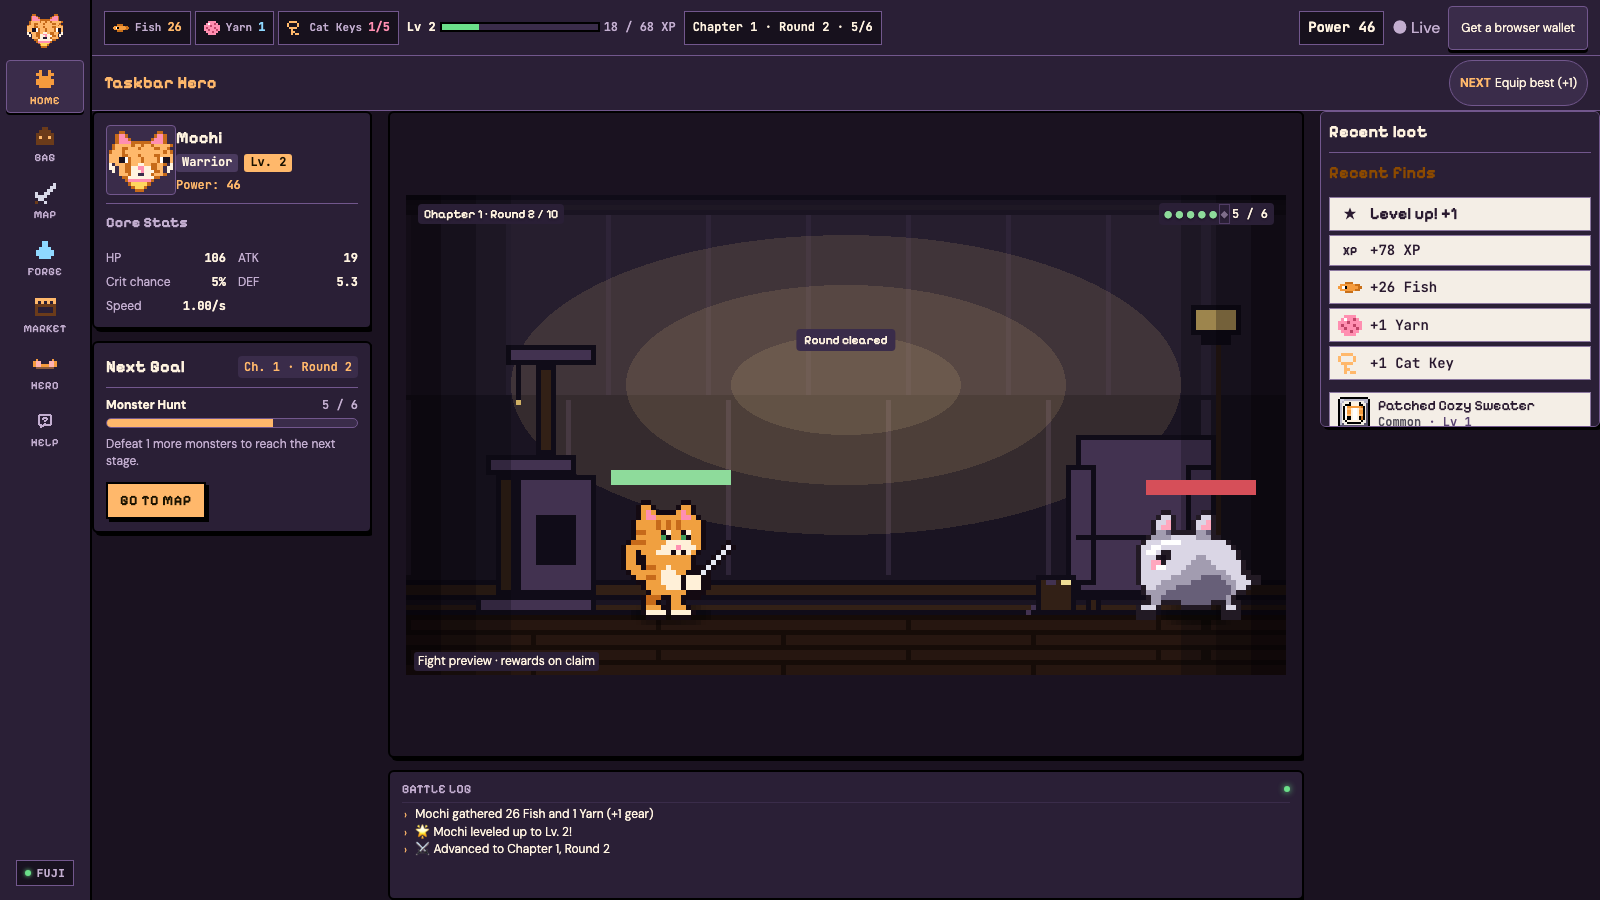 Fish 26
Yarn 1
Cat Keys 1/5
Lv 2
18 / 68 XP
Chapter 1 · Round 2 · 5/6
Power 46
Live
Get a browser wallet
Taskbar Hero
NEXT Equip best (+1)
HOME
BAG
MAP
FORGE
MARKET
HERO
HELP
FUJI
Mochi
Warrior
Lv. 2
Power: 46
Core Stats
HP 106 ATK 19
Crit chance 5% DEF 5.3
Speed 1.00/s
Next Goal
Ch. 1 · Round 2
Monster Hunt 5 / 6
Defeat 1 more monsters to reach the next
stage.
GO TO MAP
Chapter 1 · Round 2 / 10
5 / 6
Round cleared
Fight preview · rewards on claim
BATTLE LOG
› Mochi gathered 26 Fish and 1 Yarn (+1 gear)
› 🌟 Mochi leveled up to Lv. 2!
› ⚔️ Advanced to Chapter 1, Round 2
Recent loot
Recent finds
★ Level up! +1
XP +78 XP
+26 Fish
+1 Yarn
+1 Cat Key
Patched Cozy Sweater
Common · Lv 1